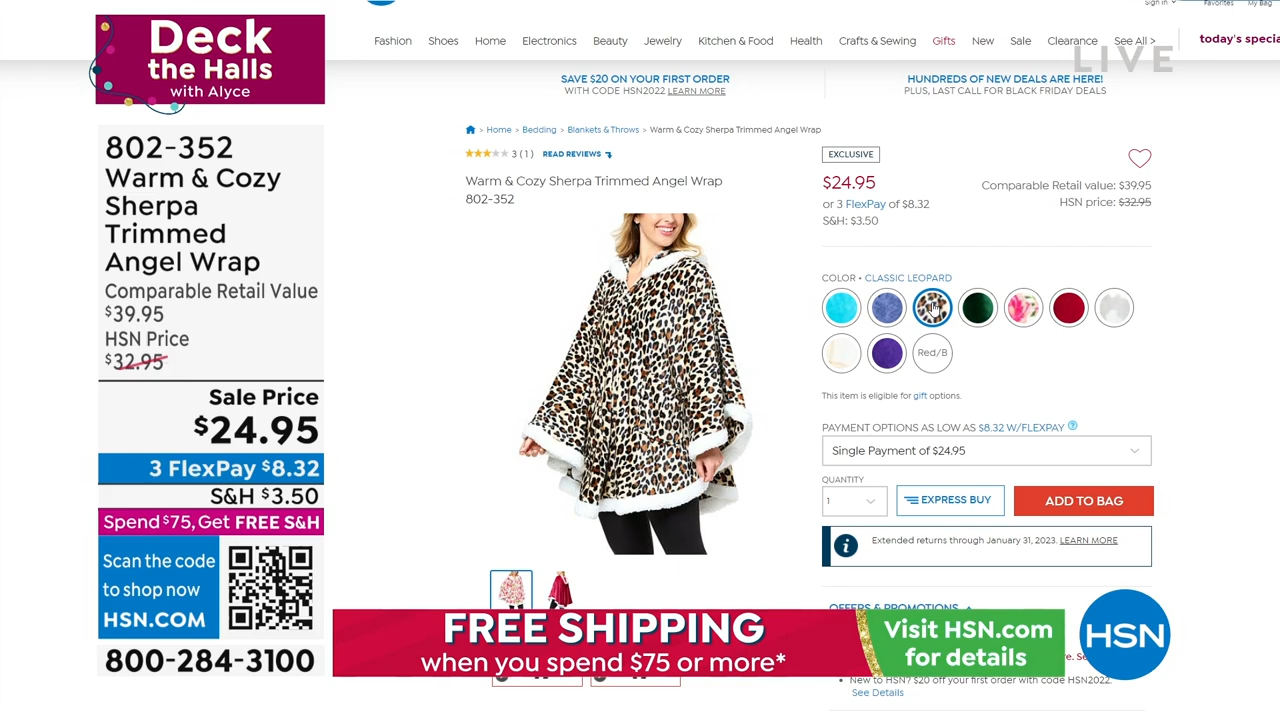 Deck
the Halls
with Alyce
802-352
Warm & Cozy
Sherpa
Trimmed
Angel Wrap
Comparable Retail Value
$39.95
HSN Price
$32.95
Sale Price
$24.95
3 FlexPay $8.32
S&H $3.50
Spend $75, Get FREE S&H
Scan the code
to shop now
HSN.COM
800-284-3100
Sign in
Favorites
My Bag
Fashion Shoes Home Electronics Beauty Jewelry Kitchen & Food Health Crafts & Sewing Gifts New Sale Clearance See All >
today's specia
LIVE
SAVE $20 ON YOUR FIRST ORDER
WITH CODE HSN2022 LEARN MORE
HUNDREDS OF NEW DEALS ARE HERE!
PLUS, LAST CALL FOR BLACK FRIDAY DEALS
> Home > Bedding > Blankets & Throws > Warm & Cozy Sherpa Trimmed Angel Wrap
3 ( 1 ) READ REVIEWS
Warm & Cozy Sherpa Trimmed Angel Wrap
802-352
EXCLUSIVE
$24.95
or 3 FlexPay of $8.32
S&H: $3.50
Comparable Retail value: $39.95
HSN price: $32.95
COLOR • CLASSIC LEOPARD
Red/B
This item is eligible for gift options.
PAYMENT OPTIONS AS LOW AS $8.32 W/FLEXPAY ?
Single Payment of $24.95
QUANTITY
1
EXPRESS BUY
ADD TO BAG
i
Extended returns through January 31, 2023. LEARN MORE
OFFERS & PROMOTIONS
FREE SHIPPING
when you spend $75 or more*
Visit HSN.com
for details
HSN
• New to HSN? $20 off your first order with code HSN2022.
See Details